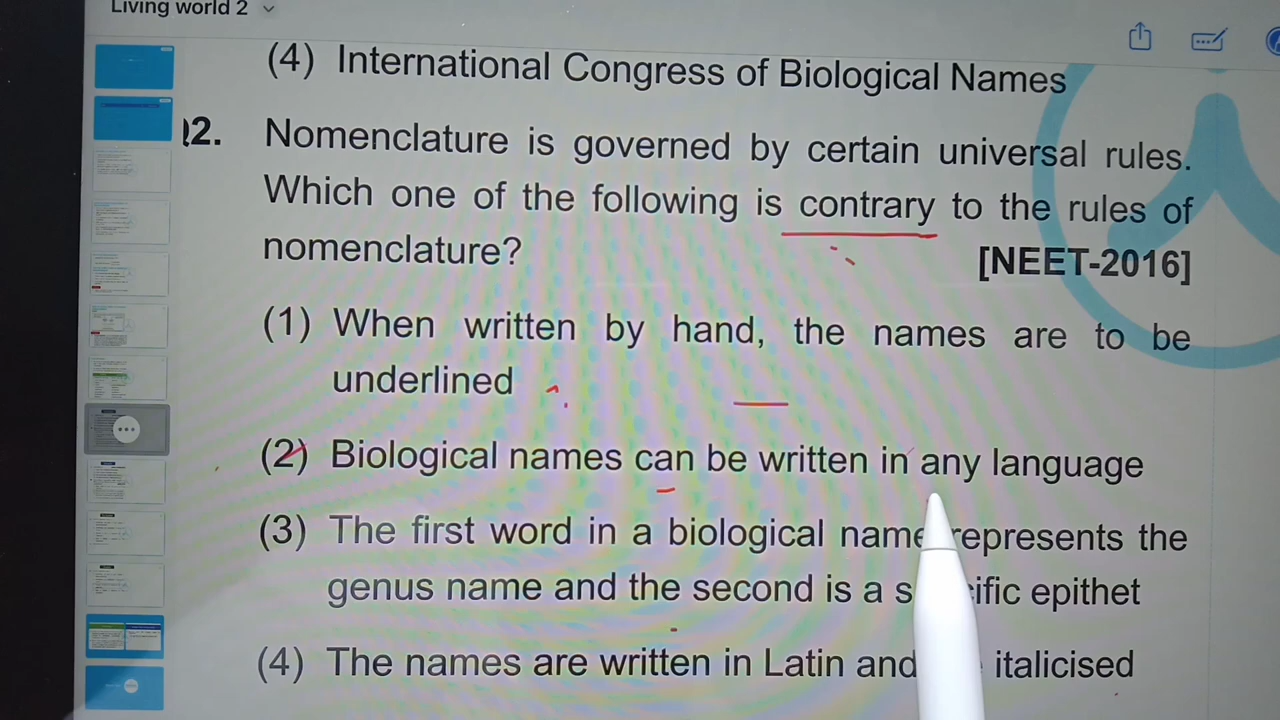 Living world 2
(4) International Congress of Biological Names
2. Nomenclature is governed by certain universal rules.
Which one of the following is contrary to the rules of
nomenclature? [NEET-2016]
(1) When written by hand, the names are to be
underlined
(2) Biological names can be written in any language
(3) The first word in a biological name represents the
genus name and the second is a epithet
(4) The names are written in Latin and italicised